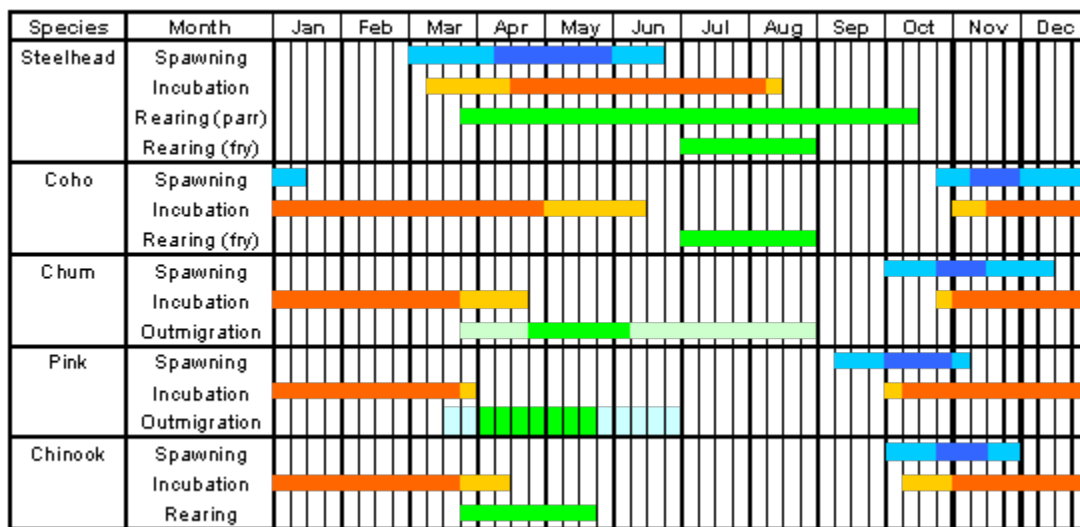 Species Month Jan Feb Mar Apr May Jun Jul Aug Sep Oct Nov Dec
Steelhead Spawning
Incubation
Rearing (parr)
Rearing (fry)
Coho Spawning
Incubation
Rearing (fry)
Chum Spawning
Incubation
Outmigration
Pink Spawning
Incubation
Outmigration
Chinook Spawning
Incubation
Rearing